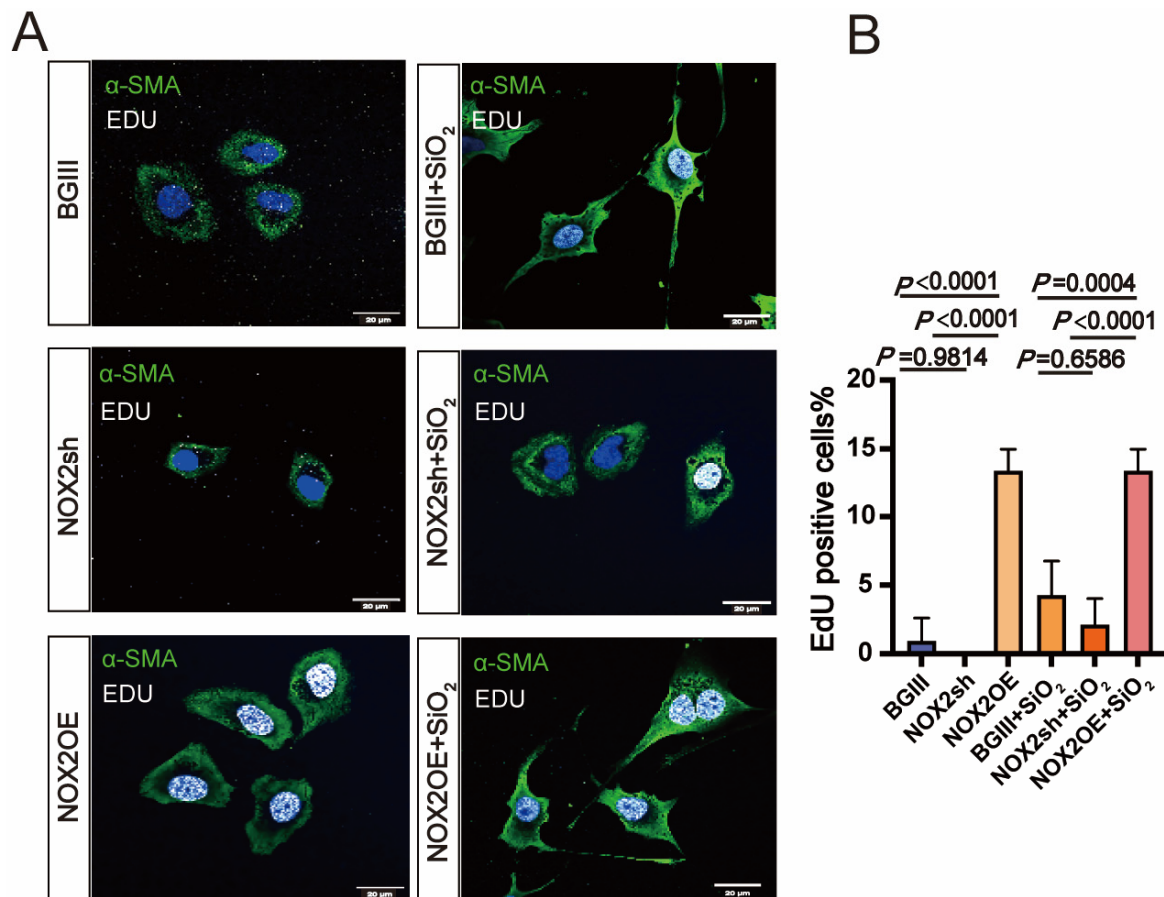 A
BGIII
α-SMA
EDU
20 μm
BGIII+SiO₂
α-SMA
EDU
20 μm
NOX2sh
α-SMA
EDU
20 μm
NOX2sh+SiO₂
α-SMA
EDU
20 μm
NOX2OE
α-SMA
EDU
20 μm
NOX2OE+SiO₂
α-SMA
EDU
20 μm
B
P<0.0001
P=0.0004
P<0.0001
P<0.0001
P=0.9814
P=0.6586
EdU positive cells%
20
15
10
5
0
BGIII
NOX2sh
NOX2OE
BGIII+SiO₂
NOX2sh+SiO₂
NOX2OE+SiO₂